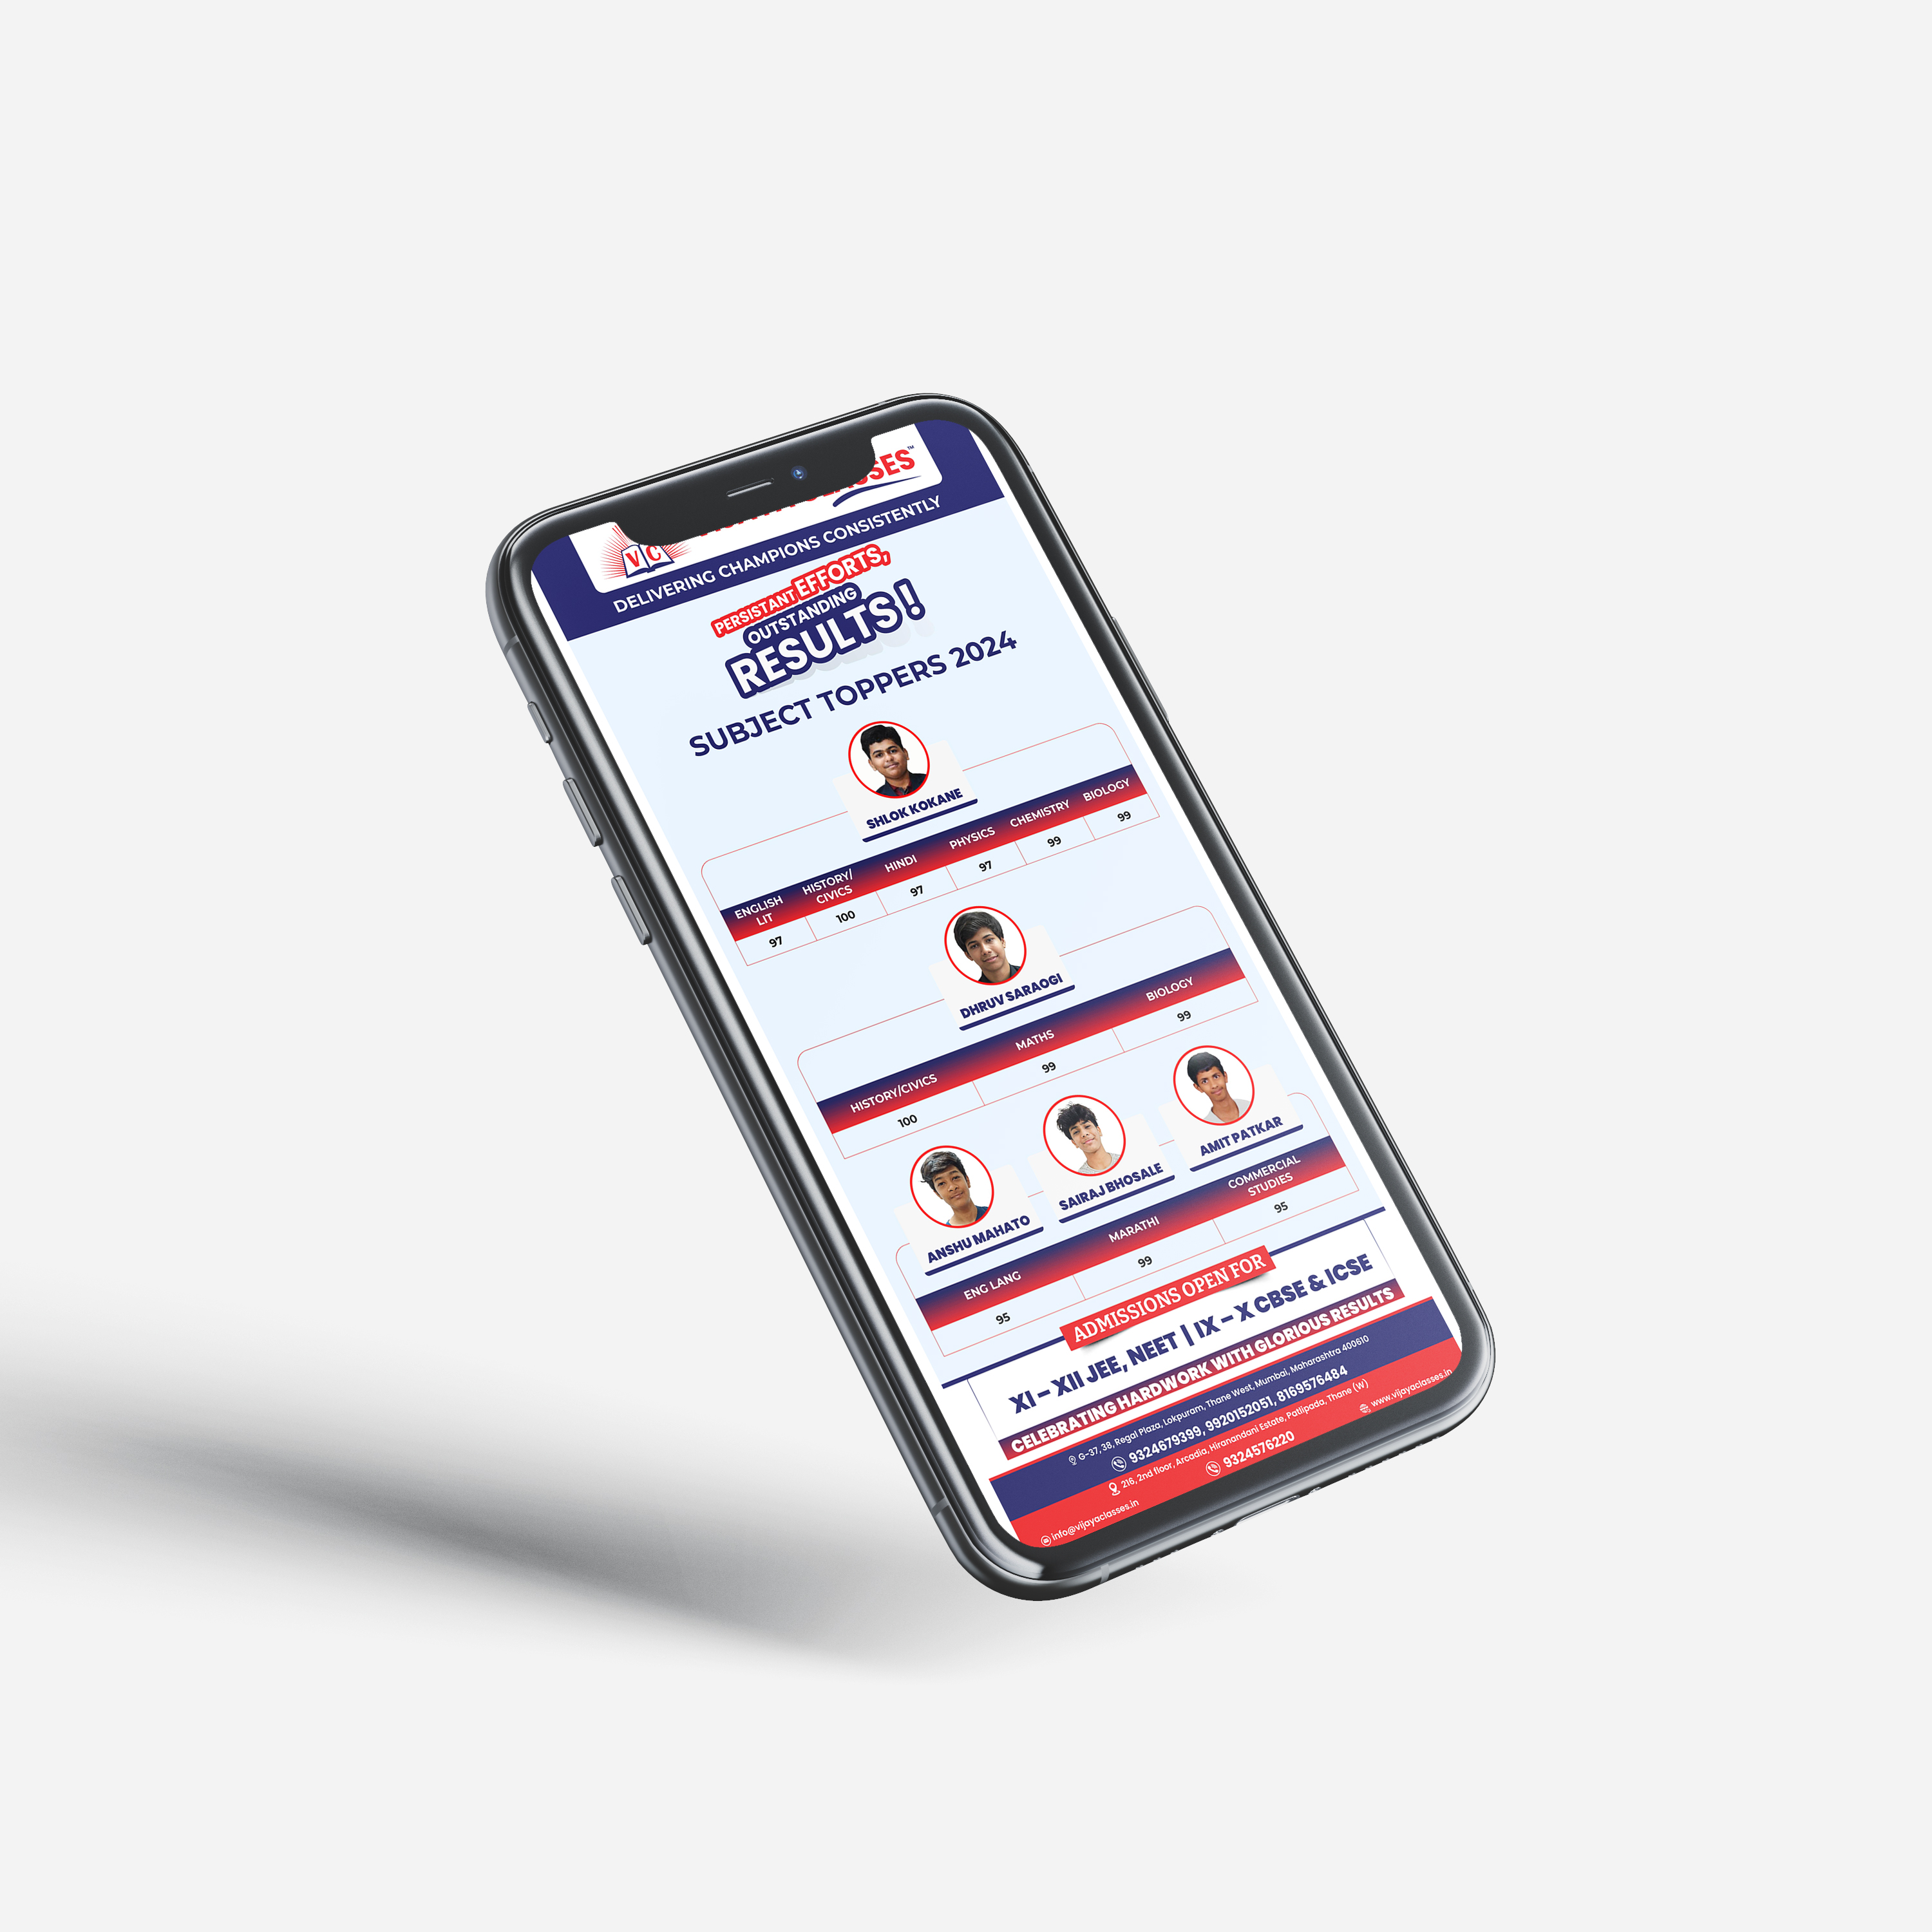 V C
SSES™
DELIVERING CHAMPIONS CONSISTENTLY
PERSISTANT EFFORTS,
OUTSTANDING
RESULTS!
SUBJECT TOPPERS 2024
SHLOK KOKANE
ENGLISH LIT HISTORY/CIVICS HINDI PHYSICS CHEMISTRY BIOLOGY
97 100 97 97 99 99
DHRUV SARAOGI
HISTORY/CIVICS MATHS BIOLOGY
100 99 99
ANSHU MAHATO SAIRAJ BHOSALE AMIT PATKAR
ENG LANG MARATHI COMMERCIAL STUDIES
95 99 95
ADMISSIONS OPEN FOR
XI – XII JEE, NEET | IX – X CBSE & ICSE
CELEBRATING HARDWORK WITH GLORIOUS RESULTS
G-37, 38, Regal Plaza, Lokpuram, Thane West, Mumbai, Maharashtra 400610
9324679399, 9920152051, 8169576484
216, 2nd floor, Arcadia, Hiranandani Estate, Patlipada, Thane (W)
9324576220
info@vijayaclasses.in www.vijayaclasses.in